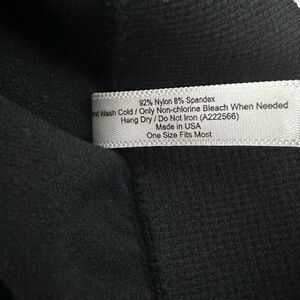 92% Nylon 8% Spandex
Wash Cold / Only Non-chlorine Bleach When Needed
Hang Dry / Do Not Iron (A222566)
Made in USA
One Size Fits Most